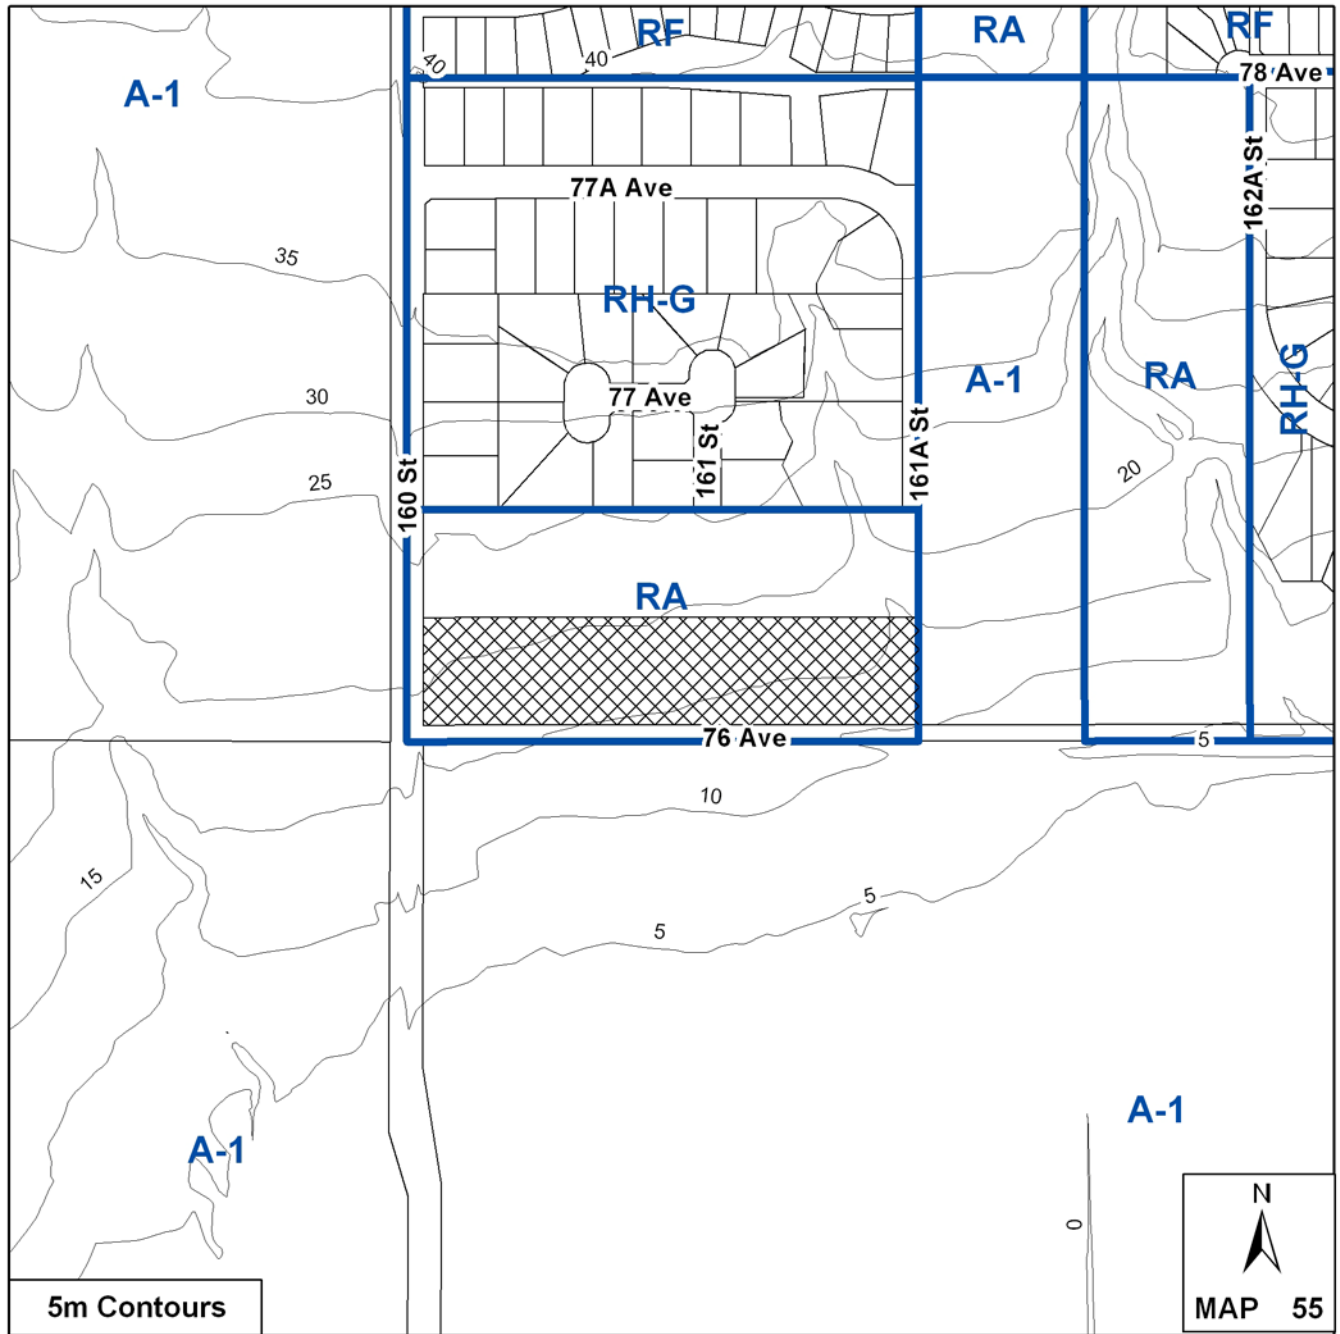 RF
RA
RF
40
40
78 Ave
A-1
162A St
77A Ave
35
RH-G
A-1
RA
RH-G
30
77 Ave
161 St
161A St
160 St
25
20
RA
76 Ave
5
10
15
5
5
A-1
A-1
0
N
MAP 55
5m Contours